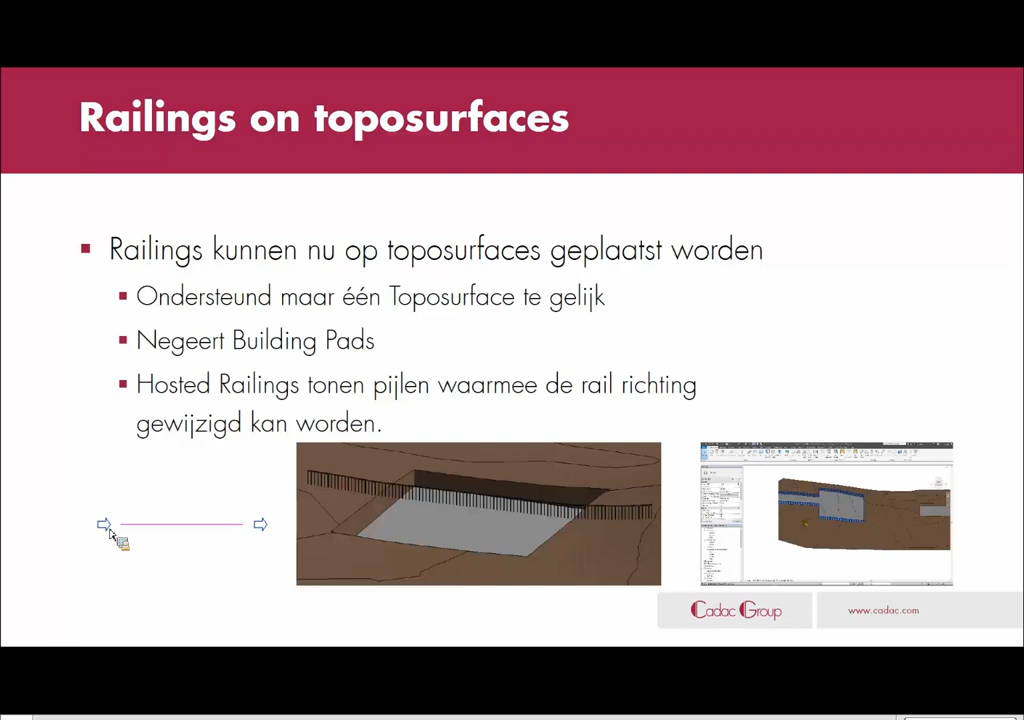 Railings on toposurfaces
Railings kunnen nu op toposurfaces geplaatst worden
Ondersteund maar één Toposurface te gelijk
Negeert Building Pads
Hosted Railings tonen pijlen waarmee de rail richting
gewijzigd kan worden.
Cadac Group
www.cadac.com